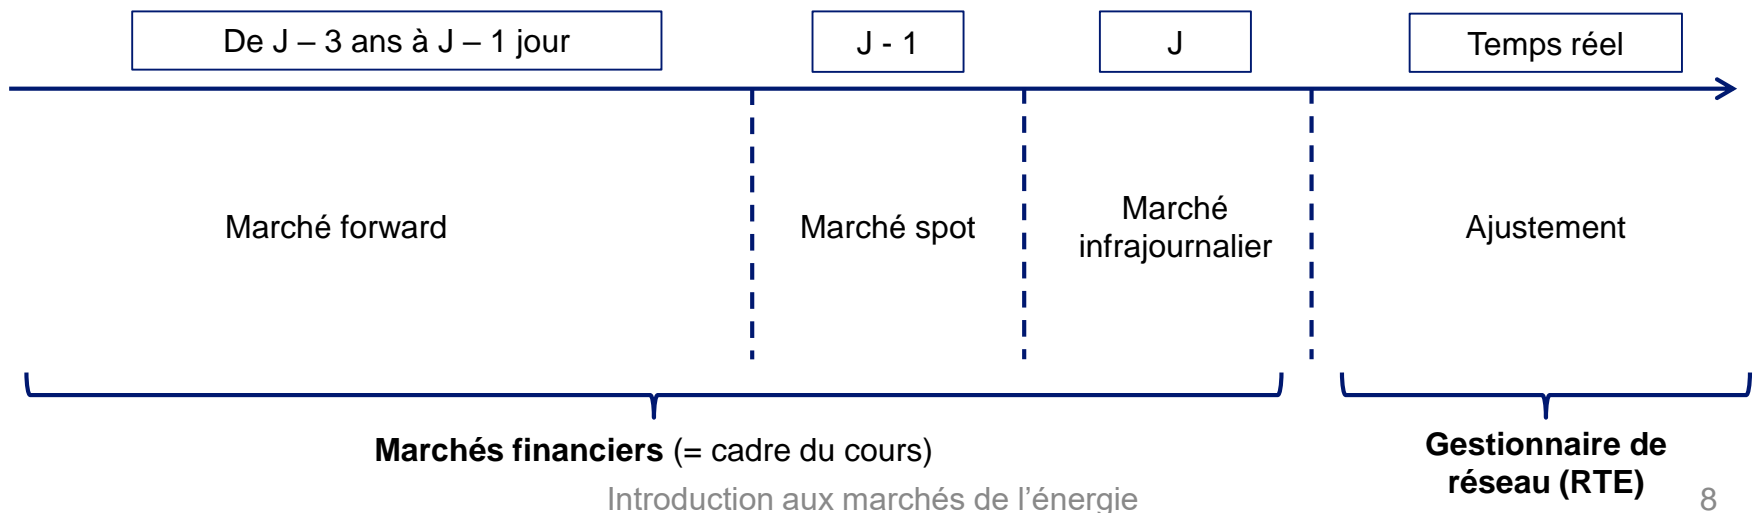 De J – 3 ans à J – 1 jour
J - 1
J
Temps réel
Marché forward
Marché spot
Marché
infrajournalier
Ajustement
Marchés financiers (= cadre du cours)
Gestionnaire de
réseau (RTE)
Introduction aux marchés de l’énergie
8